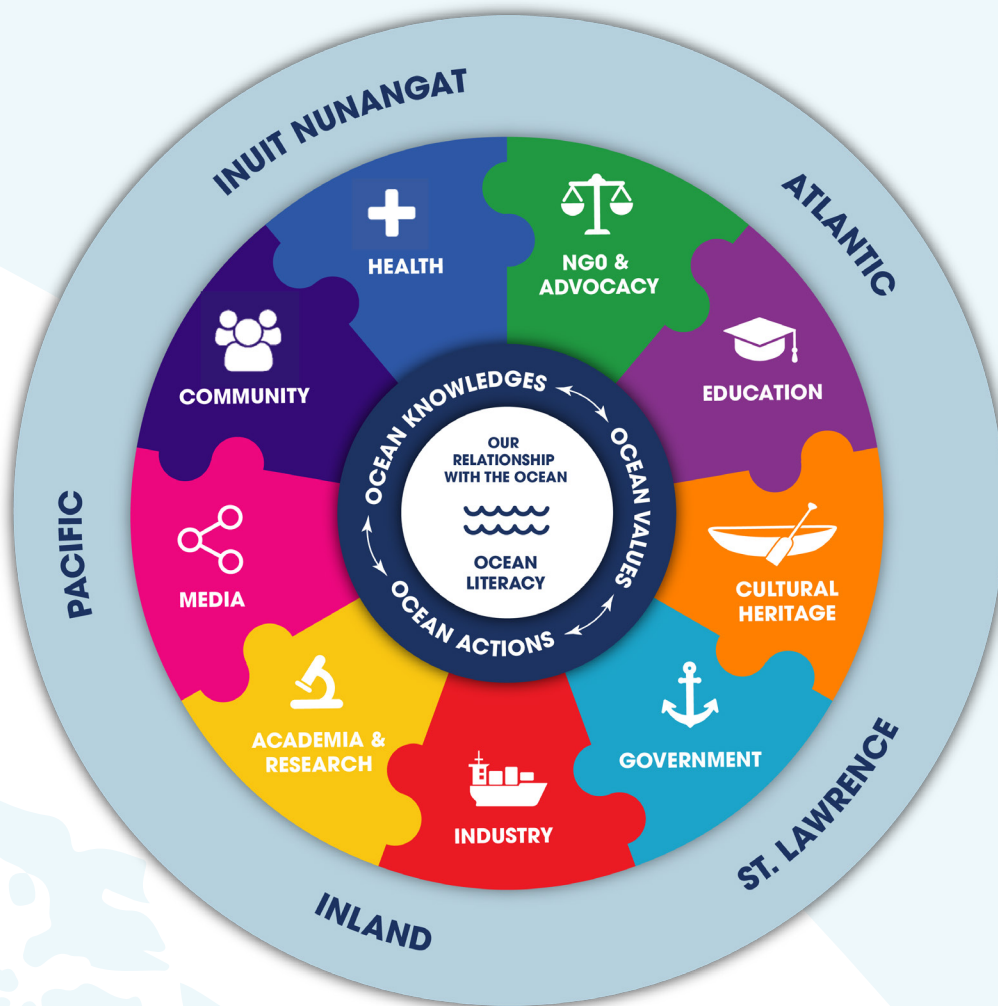 INUIT NUNANGAT
ATLANTIC
ST. LAWRENCE
INLAND
PACIFIC
HEALTH
NGO &
ADVOCACY
EDUCATION
CULTURAL
HERITAGE
GOVERNMENT
INDUSTRY
ACADEMIA &
RESEARCH
MEDIA
COMMUNITY
OCEAN KNOWLEDGES
OCEAN VALUES
OCEAN ACTIONS
OUR
RELATIONSHIP
WITH THE OCEAN
OCEAN
LITERACY